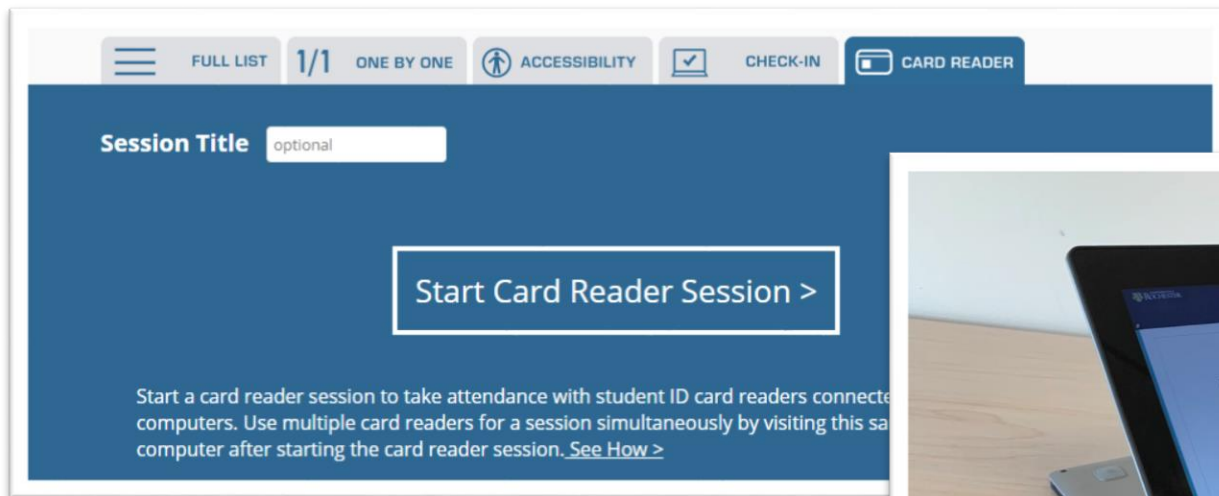 FULL LIST
1/1 ONE BY ONE
ACCESSIBILITY
CHECK-IN
CARD READER
Session Title
optional
Start Card Reader Session >
Start a card reader session to take attendance with student ID card readers
computers. Use multiple card readers for a session simultaneously by visiting this
computer after starting the card reader session. See How >
ROCHESTER